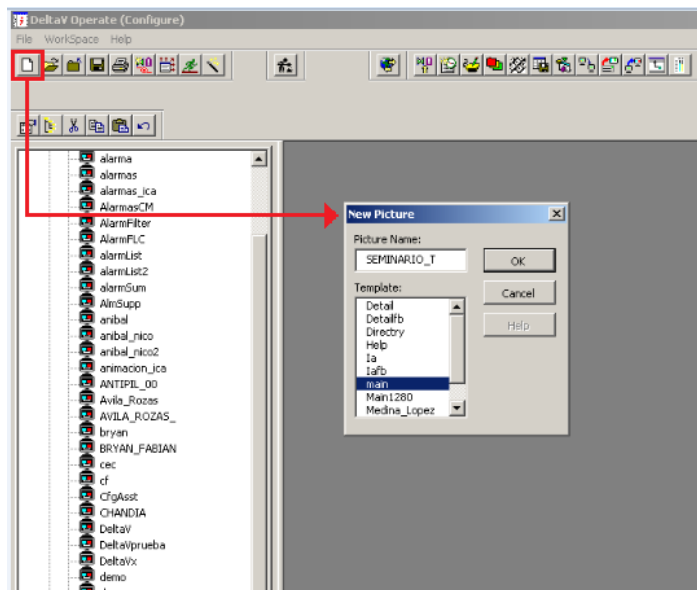 DeltaV Operate (Configure)
File WorkSpace Help
alarma
alarmas
alarmas_ica
AlarmasCM
AlarmFilter
AlarmFLC
alarmList
alarmList2
alarmSum
AlmSupp
anibal
anibal_nico
anibal_nico2
animacion_ica
ANTIPIL_00
Avila_Rozas
AVILA_ROZAS_
bryan
BRYAN_FABIAN
cec
cf
CfgAsst
CHANDIA
DeltaV
DeltaVprueba
DeltaVx
demo
New Picture
Picture Name:
SEMINARIO_T
OK
Template:
Cancel
Detail
Detailfb
Directry
Help
Help
Ia
Iafb
main
Main1280
Medina_Lopez